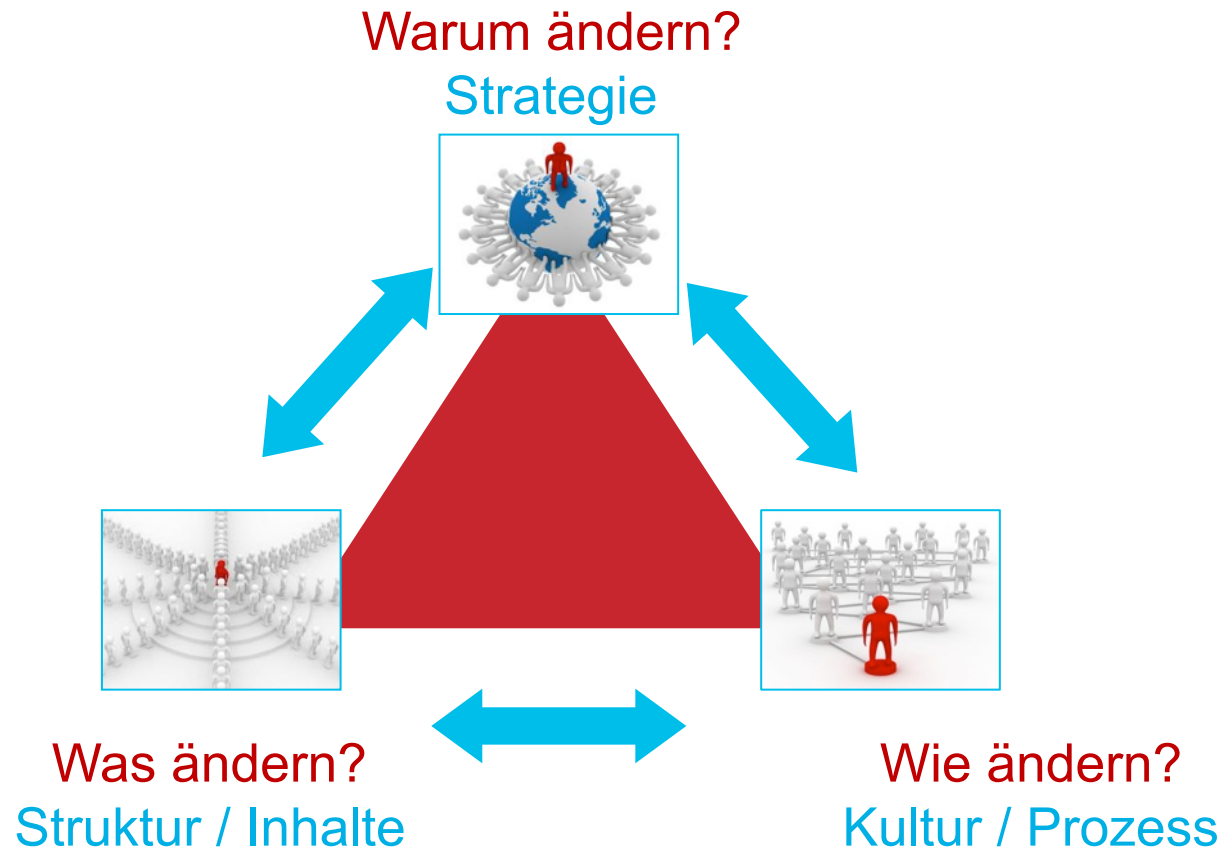 Warum ändern?
Strategie
Was ändern?
Struktur / Inhalte
Wie ändern?
Kultur / Prozess